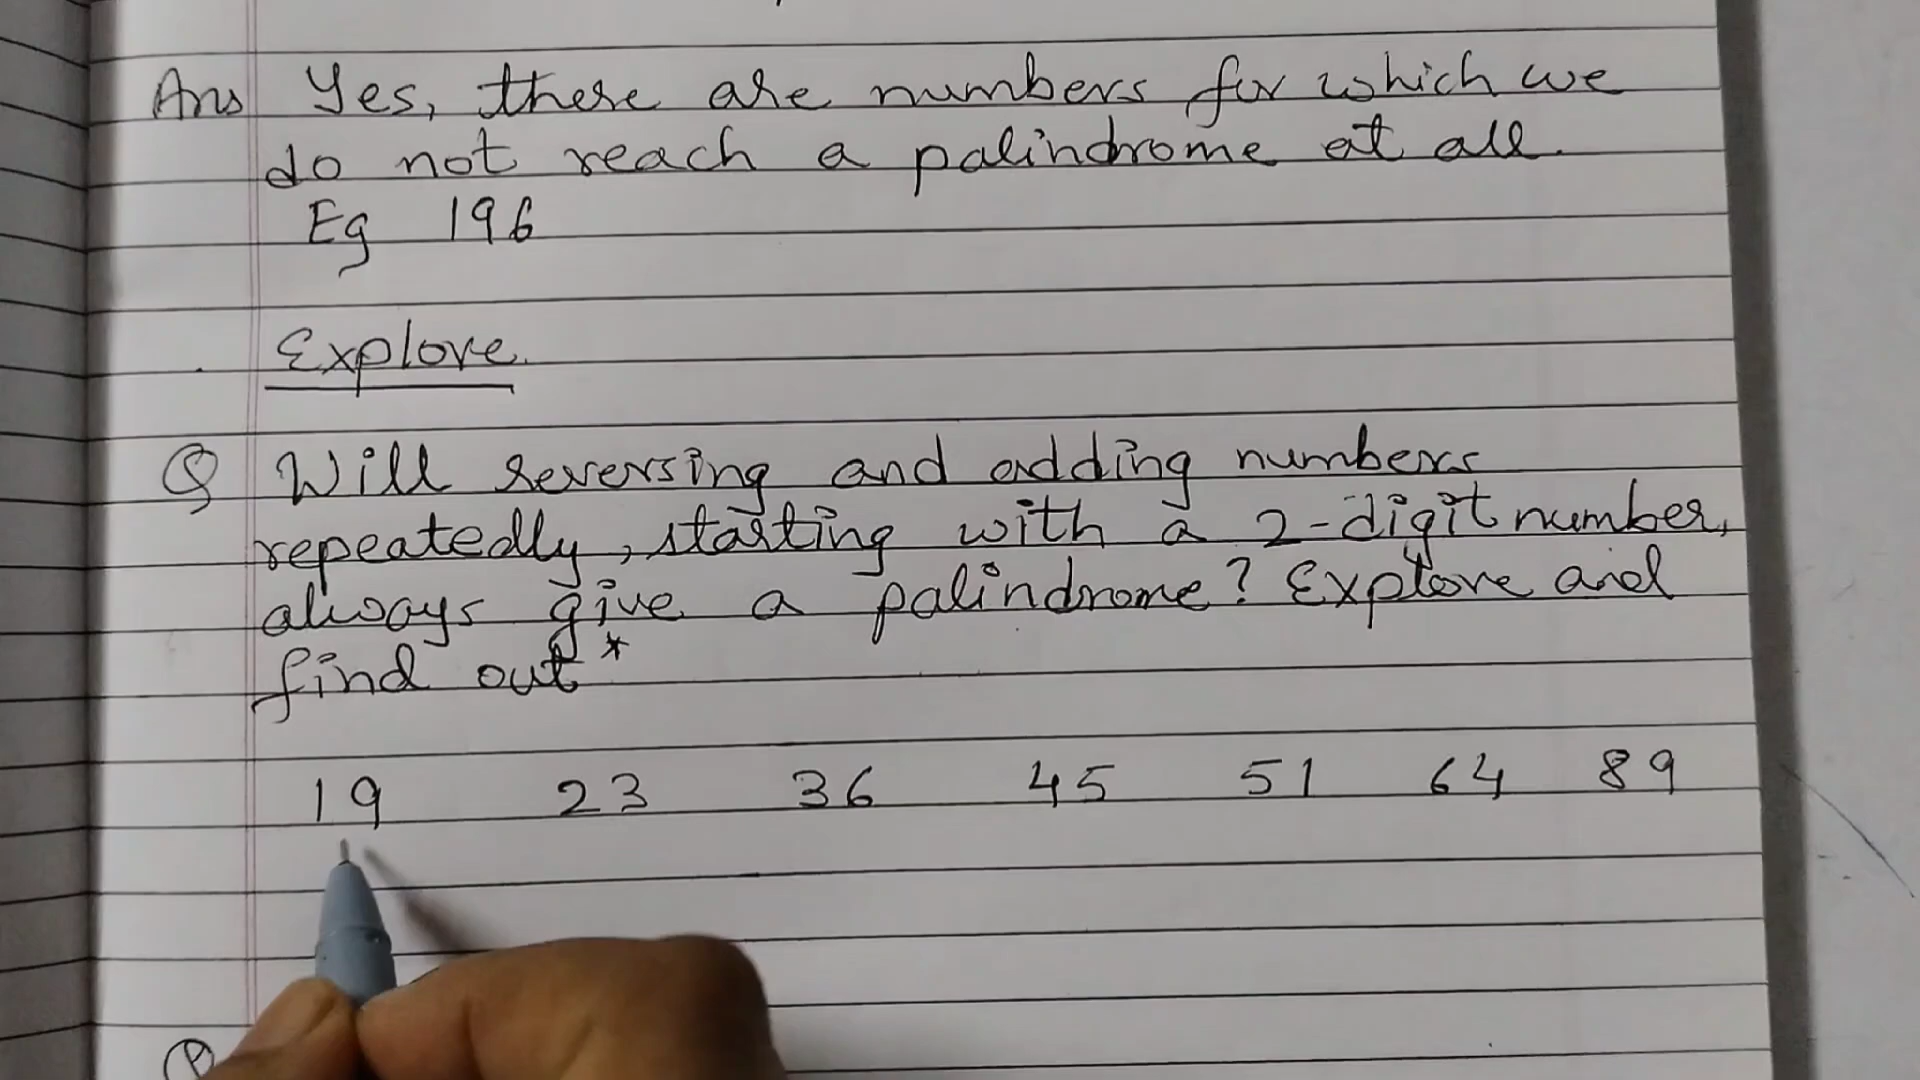 Ans Yes, there are numbers for which we
do not reach a palindrome at all.
Eg 196
Explore.
Q Will reversing and adding numbers
repeatedly, starting with a 2-digit number,
always give a palindrome? Explore and
find out*
19 23 36 45 51 64 89